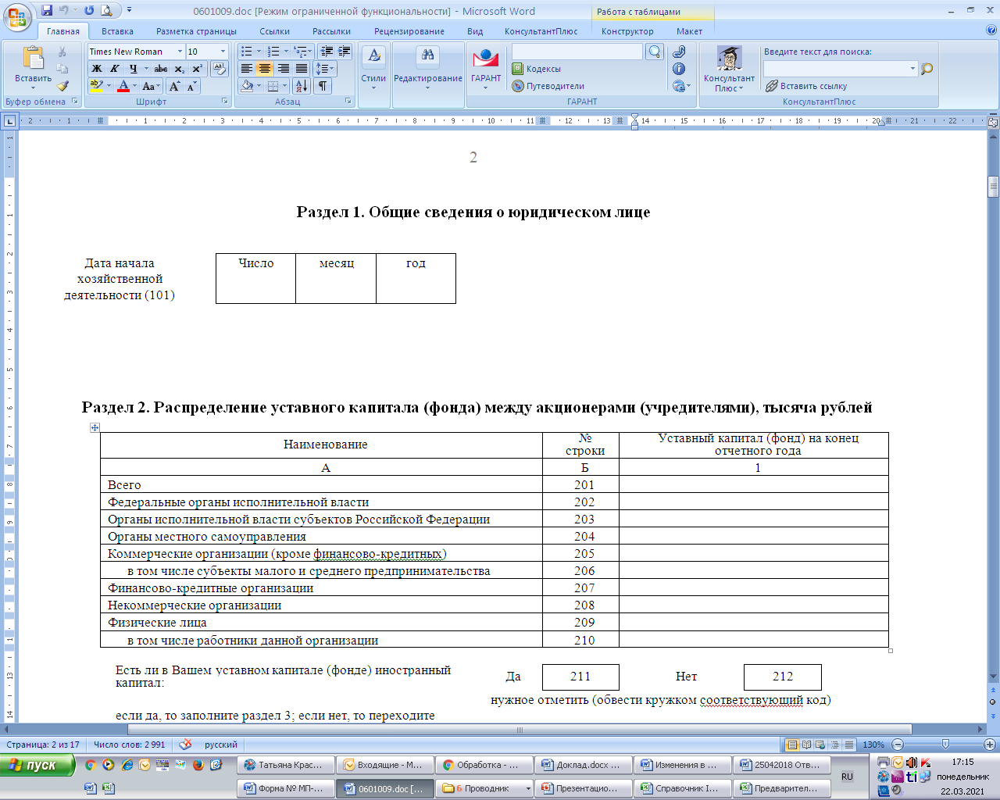 0601009.doc [Режим ограниченной функциональности] - Microsoft Word
Работа с таблицами
Главная Вставка Разметка страницы Ссылки Рассылки Рецензирование Вид КонсультантПлюс Конструктор Макет
Times New Roman 10
Введите текст для поиска:
Вставить
Стили
Редактирование
ГАРАНТ
Кодексы
Путеводители
Консультант Плюс
Вставить ссылку
Буфер обмена Шрифт Абзац ГАРАНТ КонсультантПлюс
2
Раздел 1. Общие сведения о юридическом лице
Дата начала
хозяйственной
деятельности (101)
Число месяц год
Раздел 2. Распределение уставного капитала (фонда) между акционерами (учредителями), тысяча рублей
Наименование № строки Уставный капитал (фонд) на конец отчетного года
А Б 1
Всего 201
Федеральные органы исполнительной власти 202
Органы исполнительной власти субъектов Российской Федерации 203
Органы местного самоуправления 204
Коммерческие организации (кроме финансово-кредитных) 205
в том числе субъекты малого и среднего предпринимательства 206
Финансово-кредитные организации 207
Некоммерческие организации 208
Физические лица 209
в том числе работники данной организации 210
Есть ли в Вашем уставном капитале (фонде) иностранный
капитал:
Да 211 Нет 212
нужное отметить (обвести кружком соответствующий код)
если да, то заполните раздел 3; если нет, то переходите
Страница: 2 из 17 Число слов: 2 991 русский 130%
пуск
Татьяна Крас... Входящие - М... Обработка - ... Доклад.docx ... Изменения в ... 25042018 Отв...
Форма № МП-... 0601009.doc [... 6 Проводник Презентацио... Справочник I... Предварител...
RU
17:15
понедельник
22.03.2021